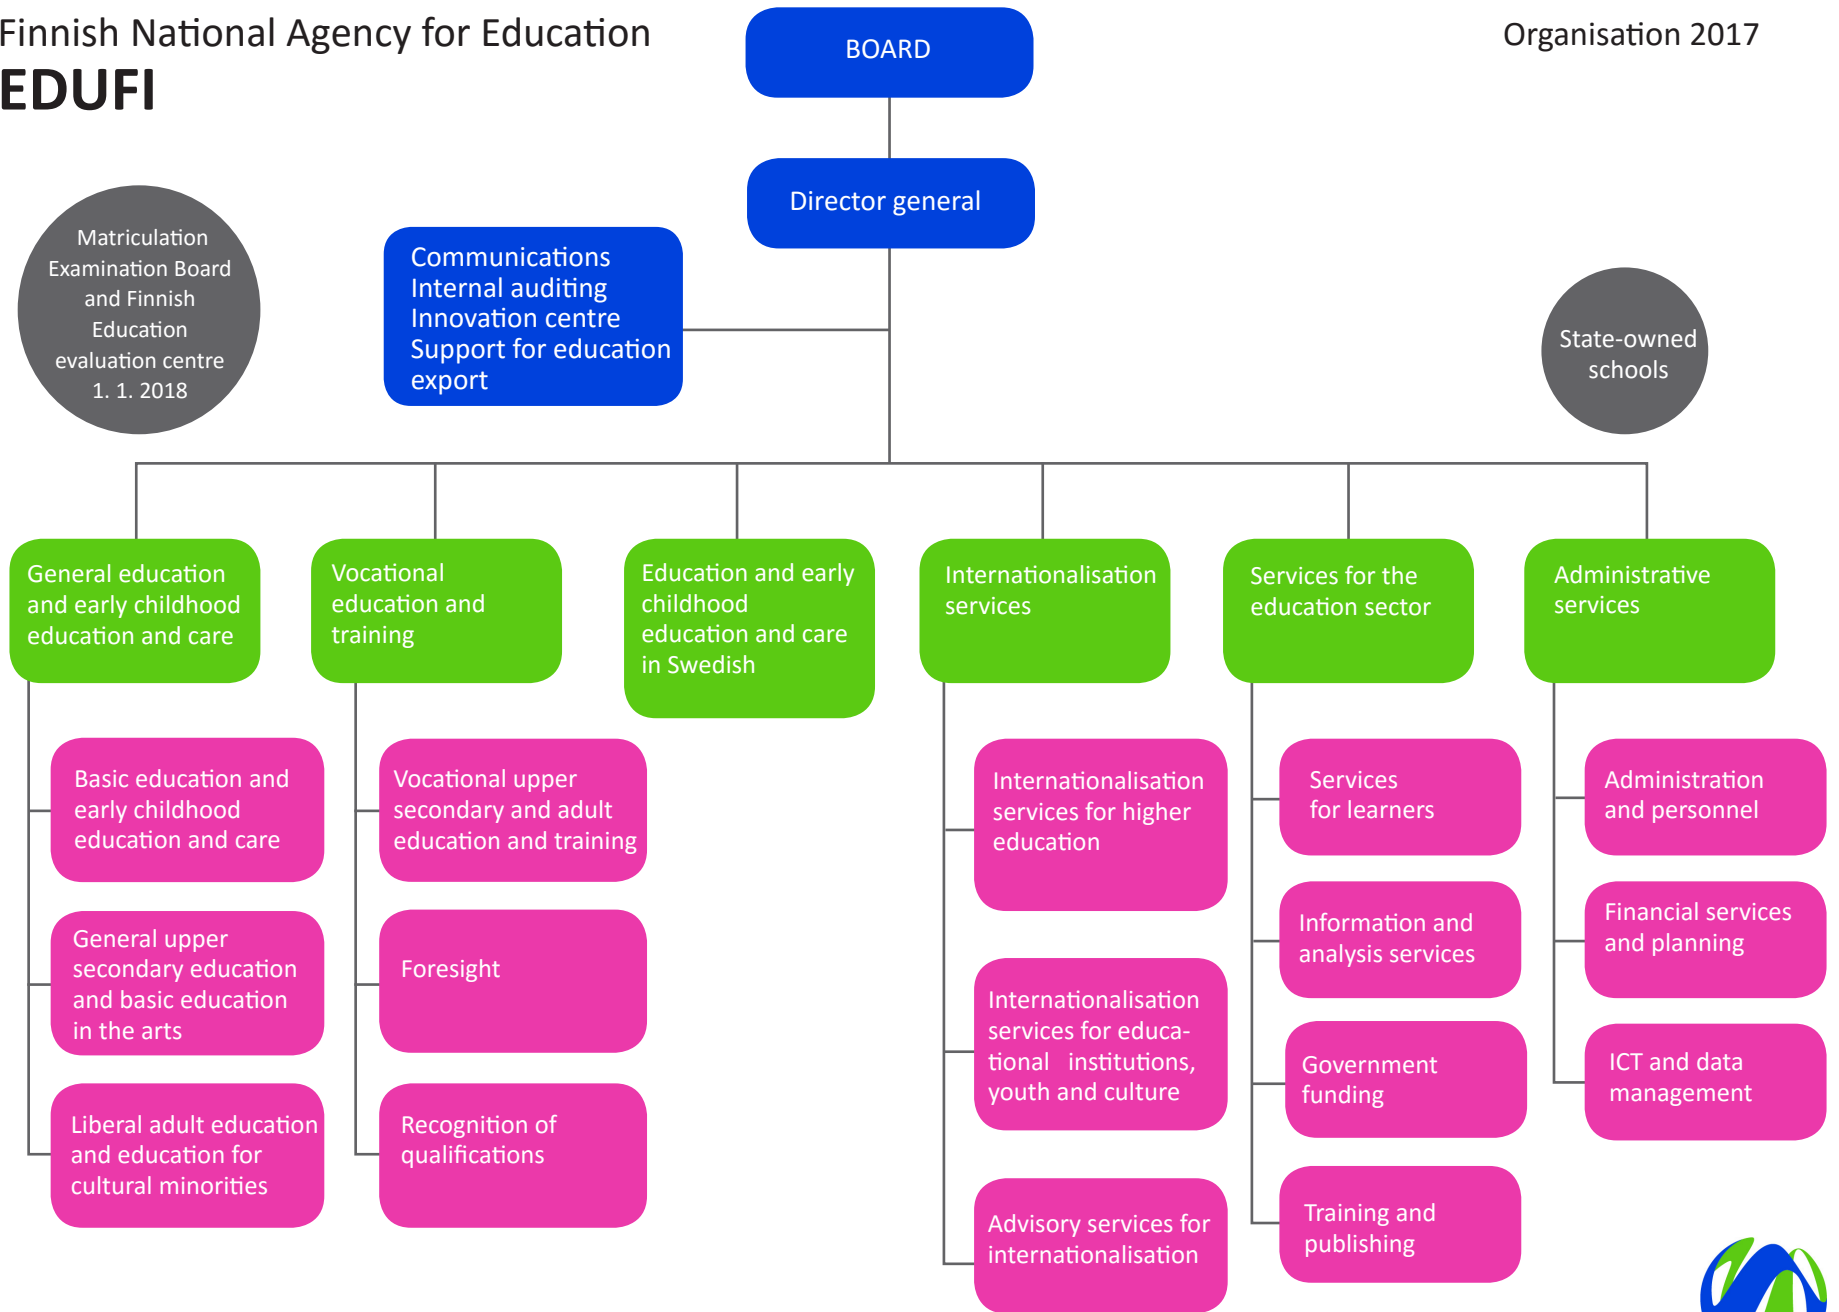 Finnish National Agency for Education
EDUFI
Organisation 2017
BOARD
Director general
Communications
Internal auditing
Innovation centre
Support for education
export
Matriculation
Examination Board
and Finnish
Education
evaluation centre
1. 1. 2018
State-owned
schools
General education
and early childhood
education and care
Basic education and
early childhood
education and care
General upper
secondary education
and basic education
in the arts
Liberal adult education
and education for
cultural minorities
Vocational
education and
training
Vocational upper
secondary and adult
education and training
Foresight
Recognition of
qualifications
Education and early
childhood
education and care
in Swedish
Internationalisation
services
Internationalisation
services for higher
education
Internationalisation
services for educa-
tional institutions,
youth and culture
Advisory services for
internationalisation
Services for the
education sector
Services
for learners
Information and
analysis services
Government
funding
Training and
publishing
Administrative
services
Administration
and personnel
Financial services
and planning
ICT and data
management